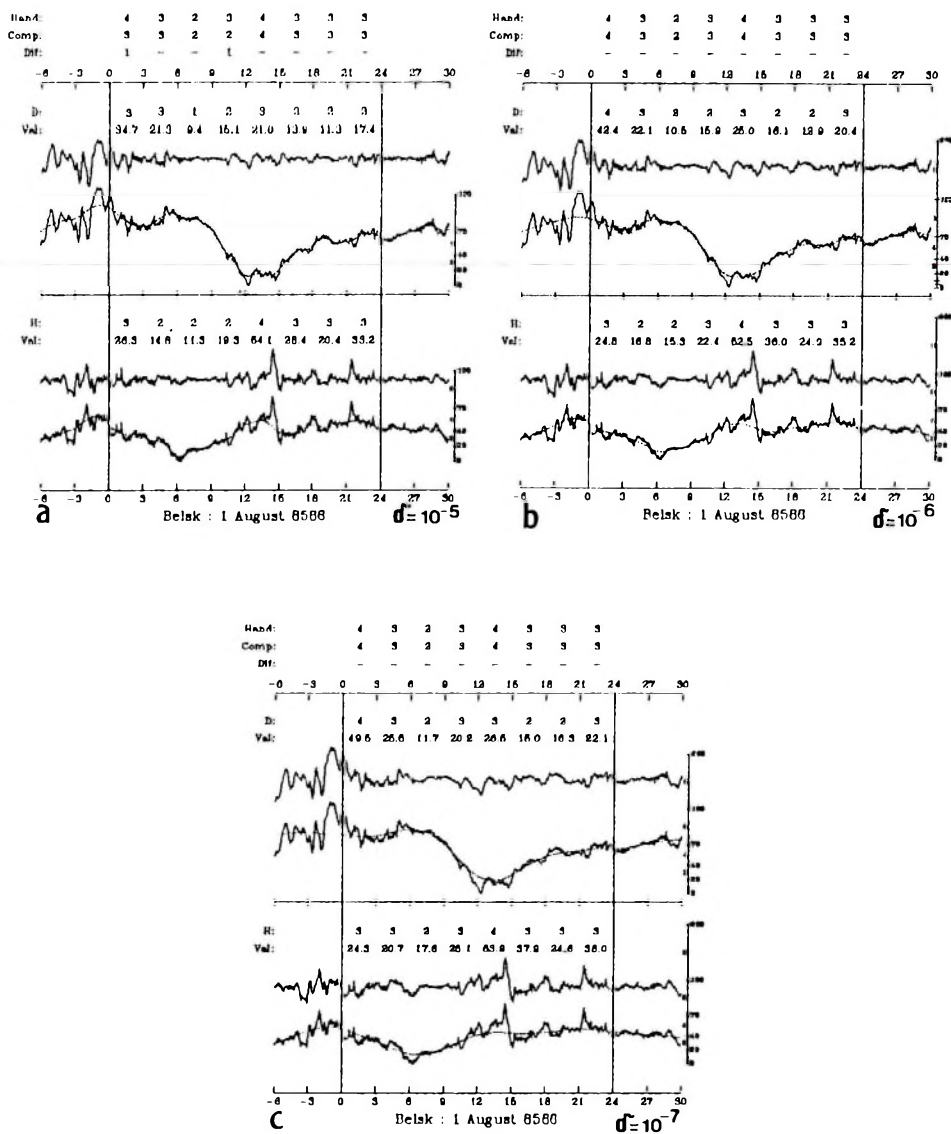 Hand: 4 3 2 3 4 3 3 3
Comp: 3 3 2 2 4 3 3 3
Dif: 1 – – 1 – – – –
-6 -3 0 3 6 9 12 15 18 21 24 27 30
D: 3 3 1 2 3 2 2 3
Val: 34.7 21.3 9.4 15.1 21.0 13.9 11.3 17.4
H: 3 2 2 2 4 3 3 3
Val: 26.3 14.6 11.3 19.3 64.1 28.4 20.4 33.2
-6 -3 0 3 6 9 12 15 18 21 24 27 30
a Belsk : 1 August 8586 σ=10⁻⁵
Hand: 4 3 2 3 4 3 3 3
Comp: 4 3 2 3 4 3 3 3
Dif: – – – – – – – –
-6 -3 0 3 6 9 12 15 18 21 24 27 30
D: 4 3 2 2 3 2 2 3
Val: 42.4 22.1 10.5 15.9 25.0 16.1 12.9 20.4
H: 3 2 2 3 4 3 3 3
Val: 24.8 16.8 15.3 22.4 62.5 36.0 24.2 35.2
-6 -3 0 3 6 9 12 15 18 21 24 27 30
b Belsk : 1 August 8586 σ=10⁻⁶
Hand: 4 3 2 3 4 3 3 3
Comp: 4 3 2 3 4 3 3 3
Dif: – – – – – – – –
-6 -3 0 3 6 9 12 15 18 21 24 27 30
D: 4 3 2 3 3 2 2 3
Val: 49.5 25.6 11.7 20.2 26.5 15.0 16.3 22.1
H: 3 3 2 3 4 3 3 3
Val: 24.3 20.7 17.6 26.1 63.9 37.9 24.6 36.0
-6 -3 0 3 6 9 12 15 18 21 24 27 30
c Belsk : 1 August 8586 σ=10⁻⁷